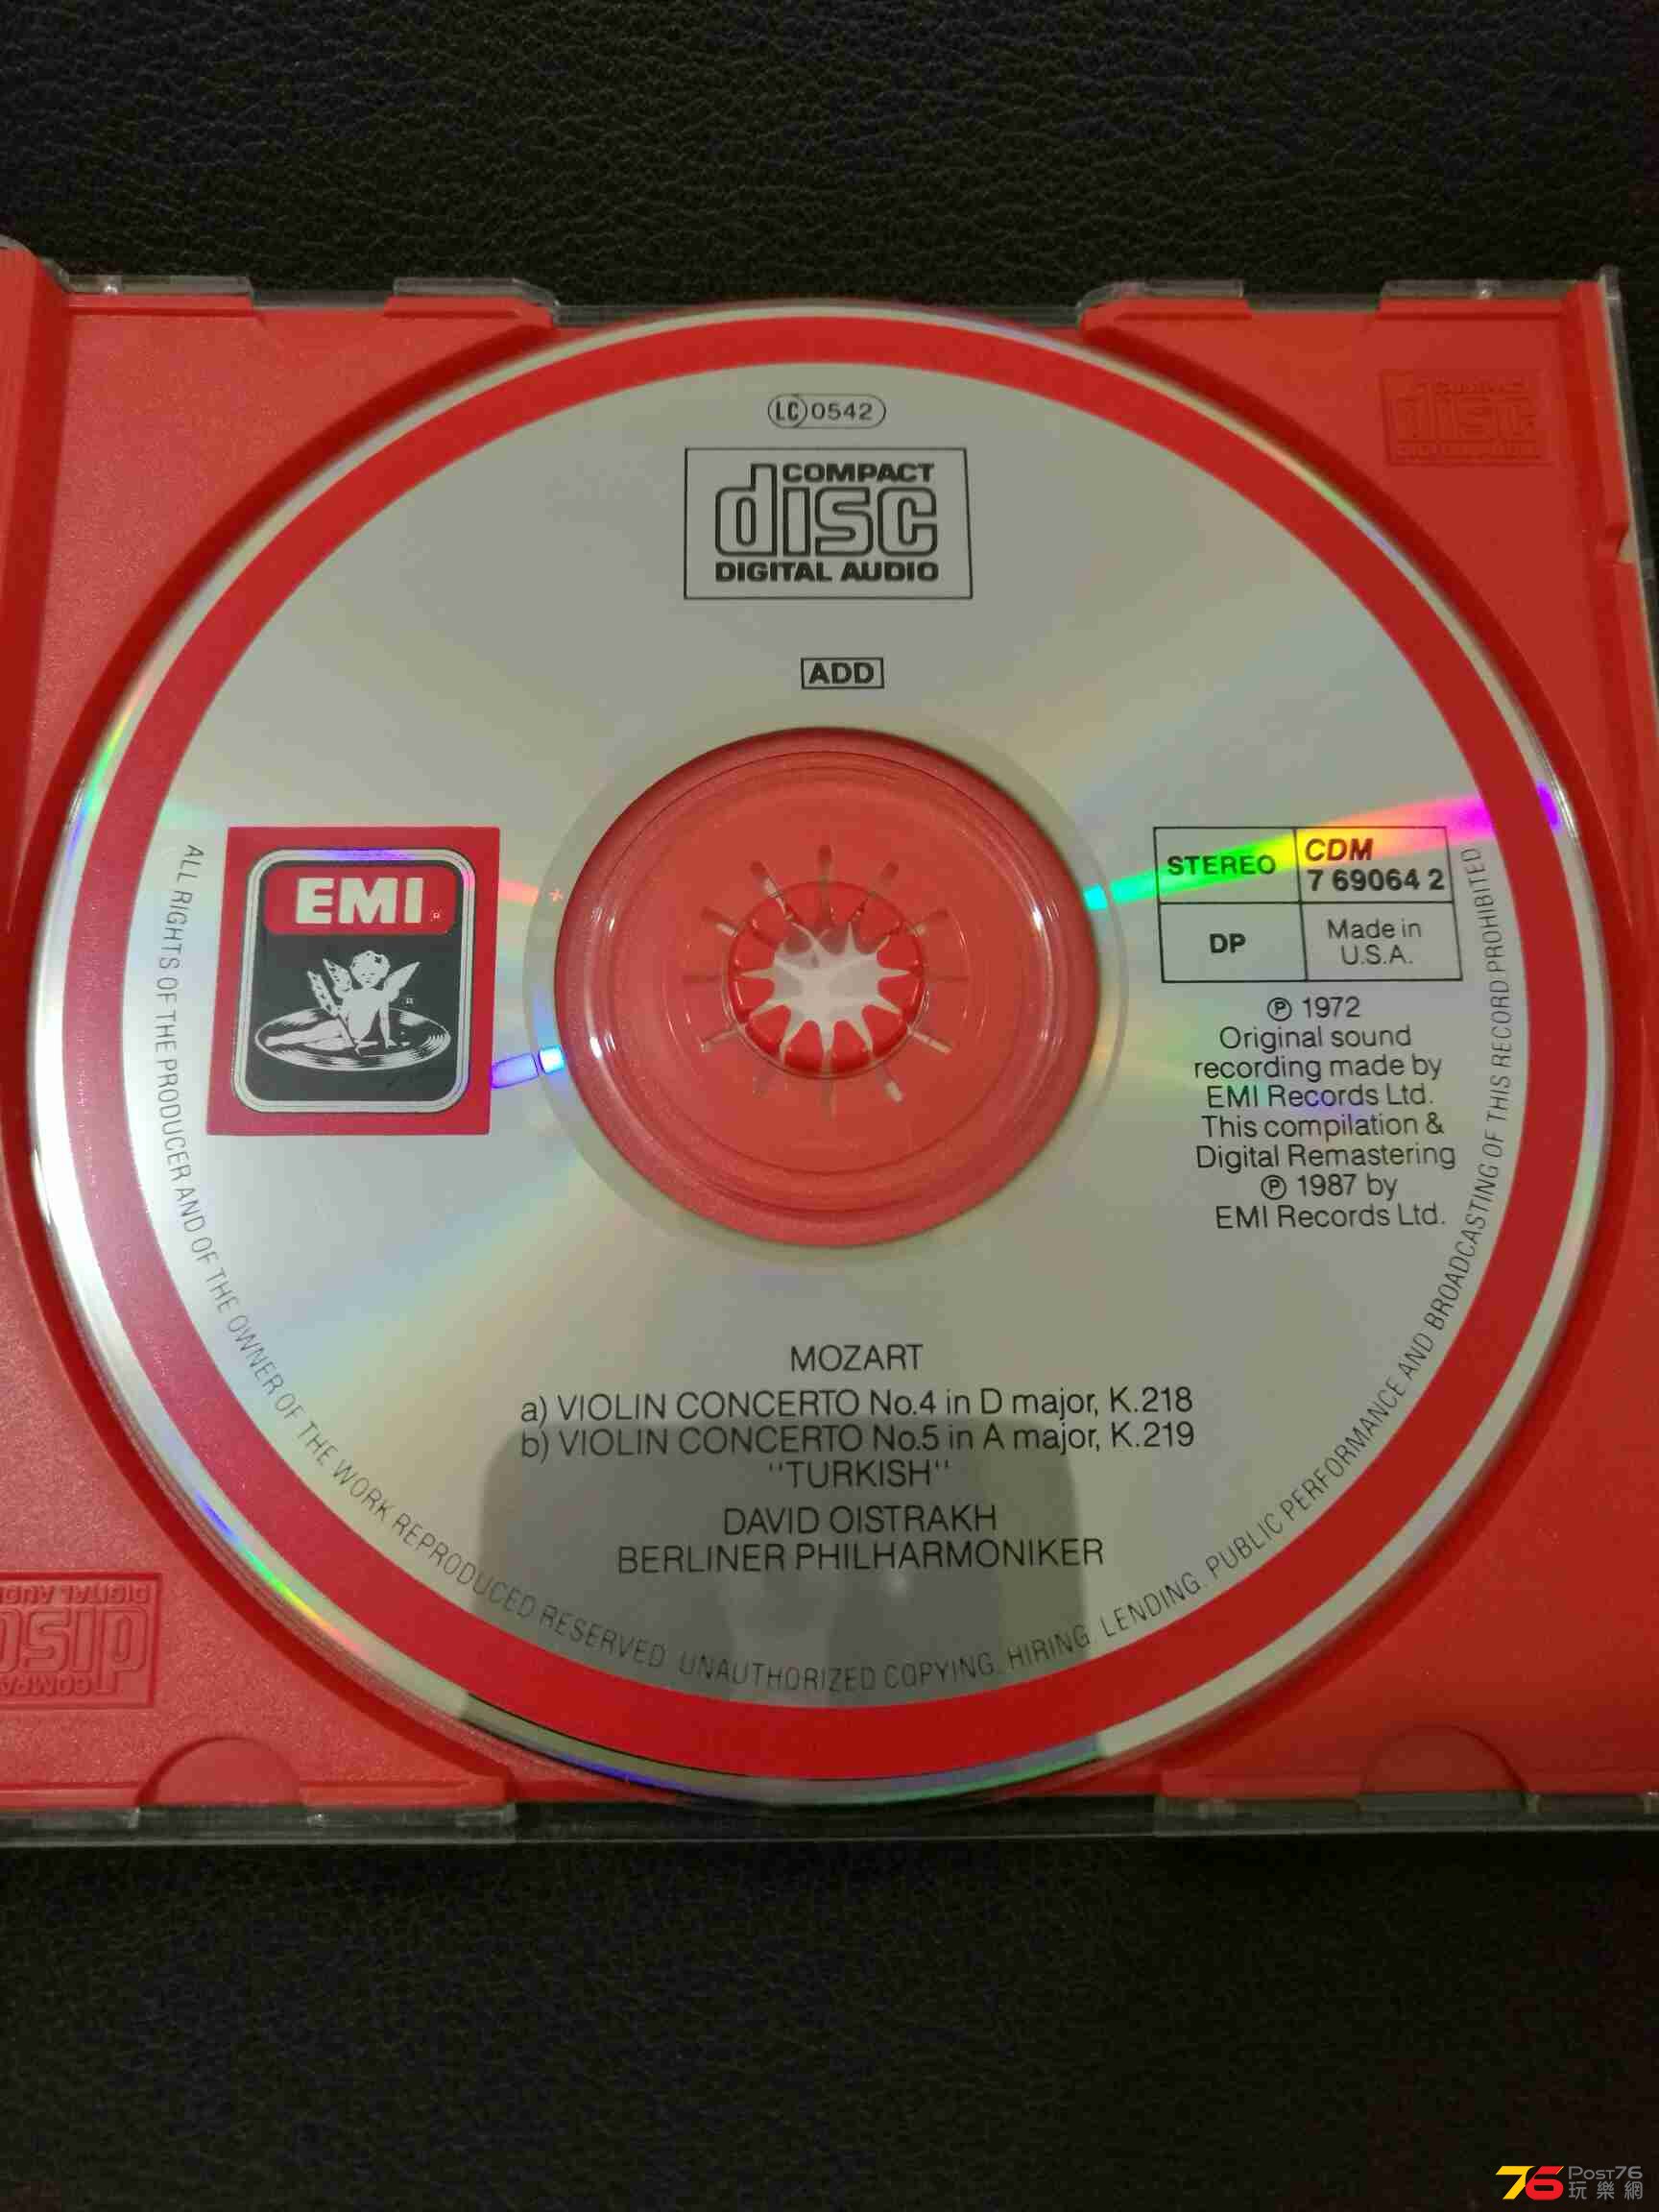 LC 0542
COMPACT
disc
DIGITAL AUDIO
ADD
EMI
STEREO
CDM
7 69064 2
DP
Made in
U.S.A.
℗ 1972
Original sound
recording made by
EMI Records Ltd.
This compilation &
Digital Remastering
℗ 1987 by
EMI Records Ltd.
MOZART
a) VIOLIN CONCERTO No.4 in D major, K.218
b) VIOLIN CONCERTO No.5 in A major, K.219
"TURKISH"
DAVID OISTRAKH
BERLINER PHILHARMONIKER
ALL RIGHTS OF THE PRODUCER AND OF THE OWNER OF THE WORK REPRODUCED RESERVED. UNAUTHORIZED COPYING, HIRING, LENDING, PUBLIC PERFORMANCE AND BROADCASTING OF THIS RECORD PROHIBITED
disc
DIGITAL AUDIO
disc
76 POST76
玩樂網